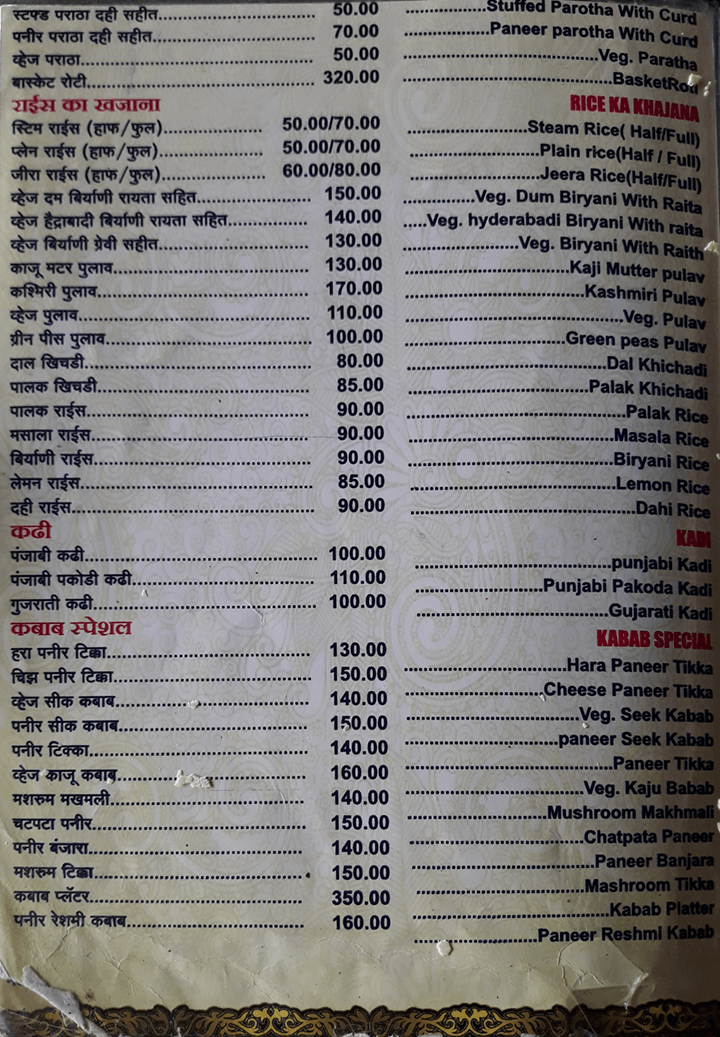 स्टफ्ड पराठा दही सहीत 50.00 Stuffed Parotha With Curd
पनीर पराठा दही सहीत 70.00 Paneer parotha With Curd
व्हेज पराठा 50.00 Veg. Paratha
बास्केट रोटी 320.00 BasketRoti
राईस का खजाना RICE KA KHAJANA
स्टिम राईस (हाफ/फुल) 50.00/70.00 Steam Rice( Half/Full)
प्लेन राईस (हाफ/फुल) 50.00/70.00 Plain rice(Half / Full)
जीरा राईस (हाफ/फुल) 60.00/80.00 Jeera Rice(Half/Full)
व्हेज दम बिर्याणी रायता सहित 150.00 Veg. Dum Biryani With Raita
व्हेज हैद्राबादी बिर्याणी रायता सहित 140.00 Veg. hyderabadi Biryani With raita
व्हेज बिर्याणी ग्रेवी सहीत 130.00 Veg. Biryani With Raith
काजू मटर पुलाव 130.00 Kaji Mutter pulav
कश्मिरी पुलाव 170.00 Kashmiri Pulav
व्हेज पुलाव 110.00 Veg. Pulav
ग्रीन पीस पुलाव 100.00 Green peas Pulav
दाल खिचडी 80.00 Dal Khichadi
पालक खिचडी 85.00 Palak Khichadi
पालक राईस 90.00 Palak Rice
मसाला राईस 90.00 Masala Rice
बिर्याणी राईस 90.00 Biryani Rice
लेमन राईस 85.00 Lemon Rice
दही राईस 90.00 Dahi Rice
कढी KADI
पंजाबी कढी 100.00 punjabi Kadi
पंजाबी पकोडी कढी 110.00 Punjabi Pakoda Kadi
गुजराती कढी 100.00 Gujarati Kadi
कबाब स्पेशल KABAB SPECIAL
हरा पनीर टिक्का 130.00 Hara Paneer Tikka
चिझ पनीर टिक्का 150.00 Cheese Paneer Tikka
व्हेज सीक कबाब 140.00 Veg. Seek Kabab
पनीर सीक कबाब 150.00 paneer Seek Kabab
पनीर टिक्का 140.00 Paneer Tikka
व्हेज काजू कबाब 160.00 Veg. Kaju Babab
मशरुम मखमली 140.00 Mushroom Makhmali
चटपटा पनीर 150.00 Chatpata Paneer
पनीर बंजारा 140.00 Paneer Banjara
मशरुम टिक्का 150.00 Mashroom Tikka
कबाब प्लॅटर 350.00 Kabab Platter
पनीर रेशमी कबाब 160.00 Paneer Reshmi Kabab